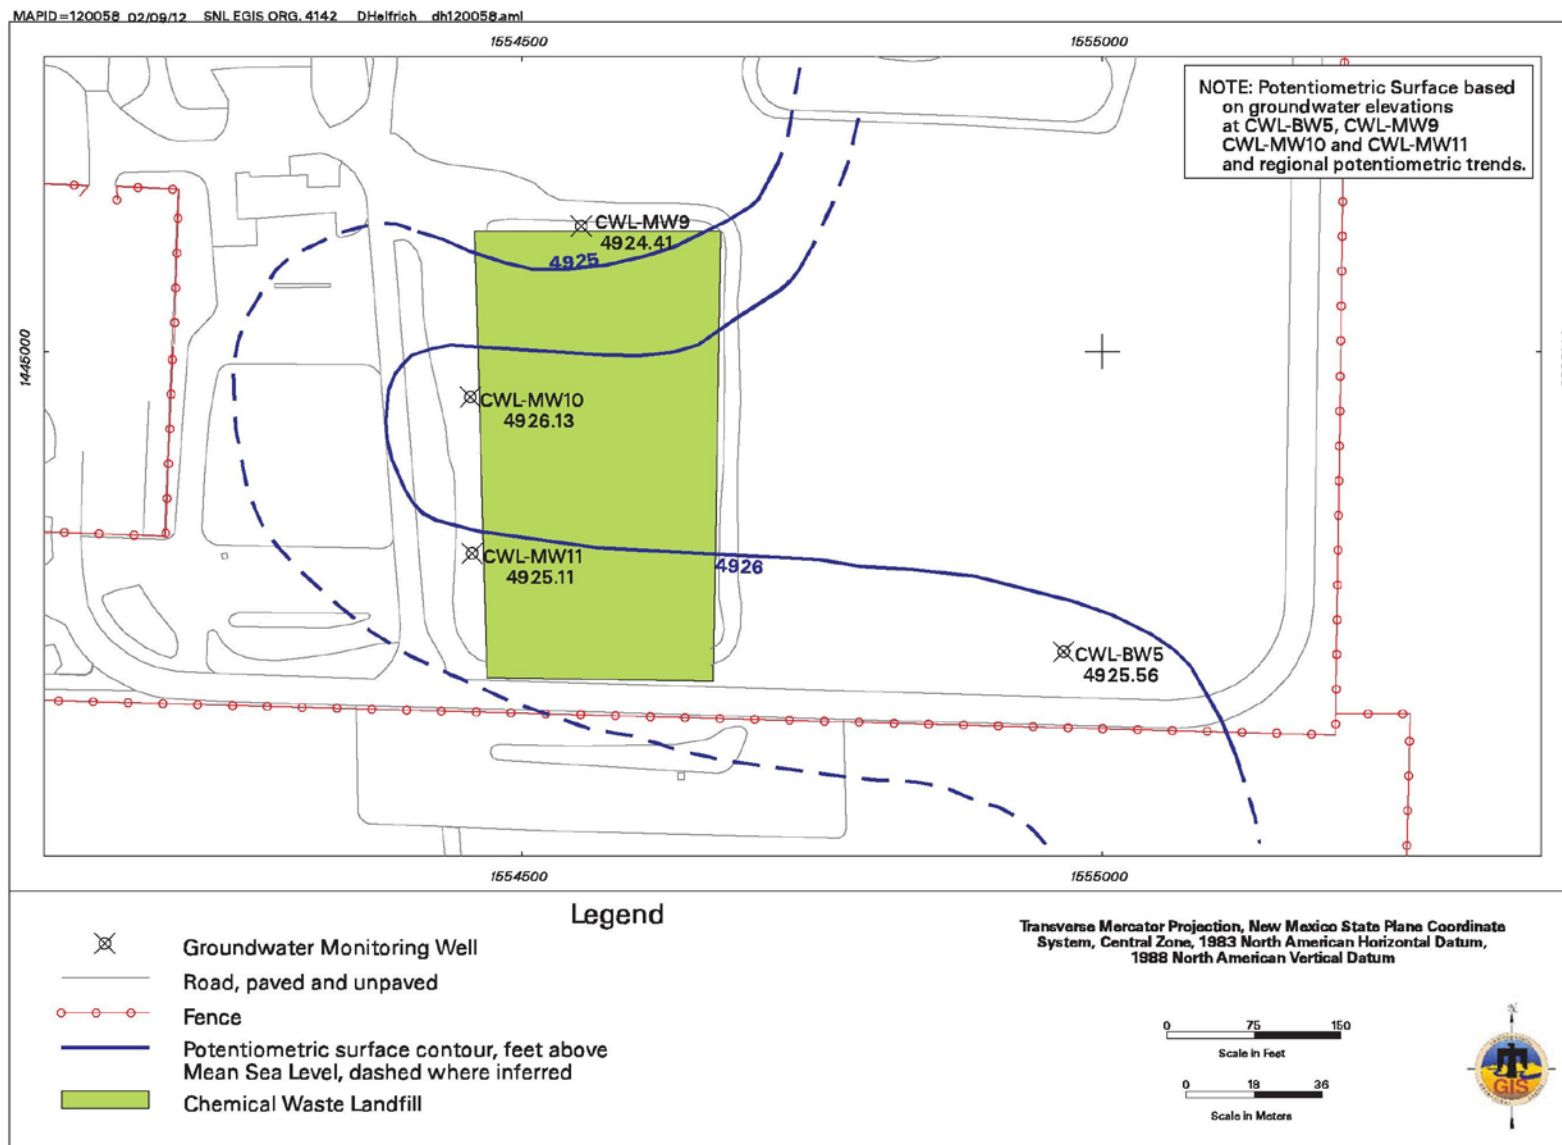 MAPID=120058 02/09/12 SNL EGIS ORG. 4142 DHelfrich dh120058.aml
1554500
1555000
NOTE: Potentiometric Surface based
on groundwater elevations
at CWL-BW5, CWL-MW9
CWL-MW10 and CWL-MW11
and regional potentiometric trends.
CWL-MW9
4924.41
4925
1445000
CWL-MW10
4926.13
CWL-MW11
4925.11
4926
CWL-BW5
4925.56
1554500
1555000
Legend
Groundwater Monitoring Well
Road, paved and unpaved
Fence
Potentiometric surface contour, feet above
Mean Sea Level, dashed where inferred
Chemical Waste Landfill
Transverse Mercator Projection, New Mexico State Plane Coordinate
System, Central Zone, 1983 North American Horizontal Datum,
1988 North American Vertical Datum
0 75 150
Scale in Feet
0 18 36
Scale in Meters
N
GIS